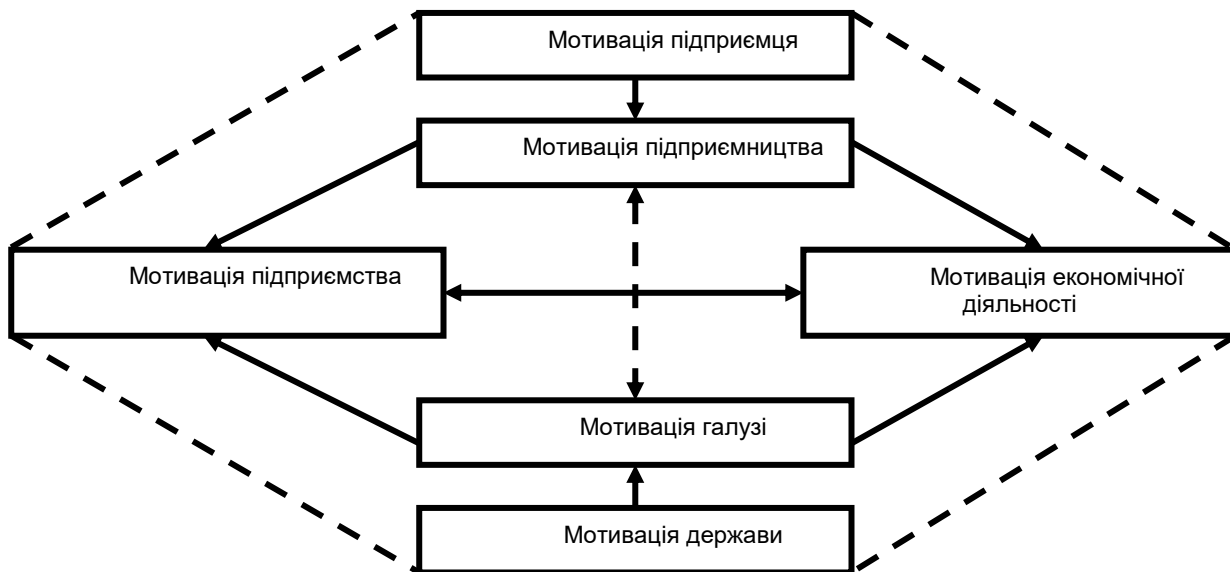 Мотивація підприємця
Мотивація підприємництва
Мотивація підприємства
Мотивація економічної
діяльності
Мотивація галузі
Мотивація держави